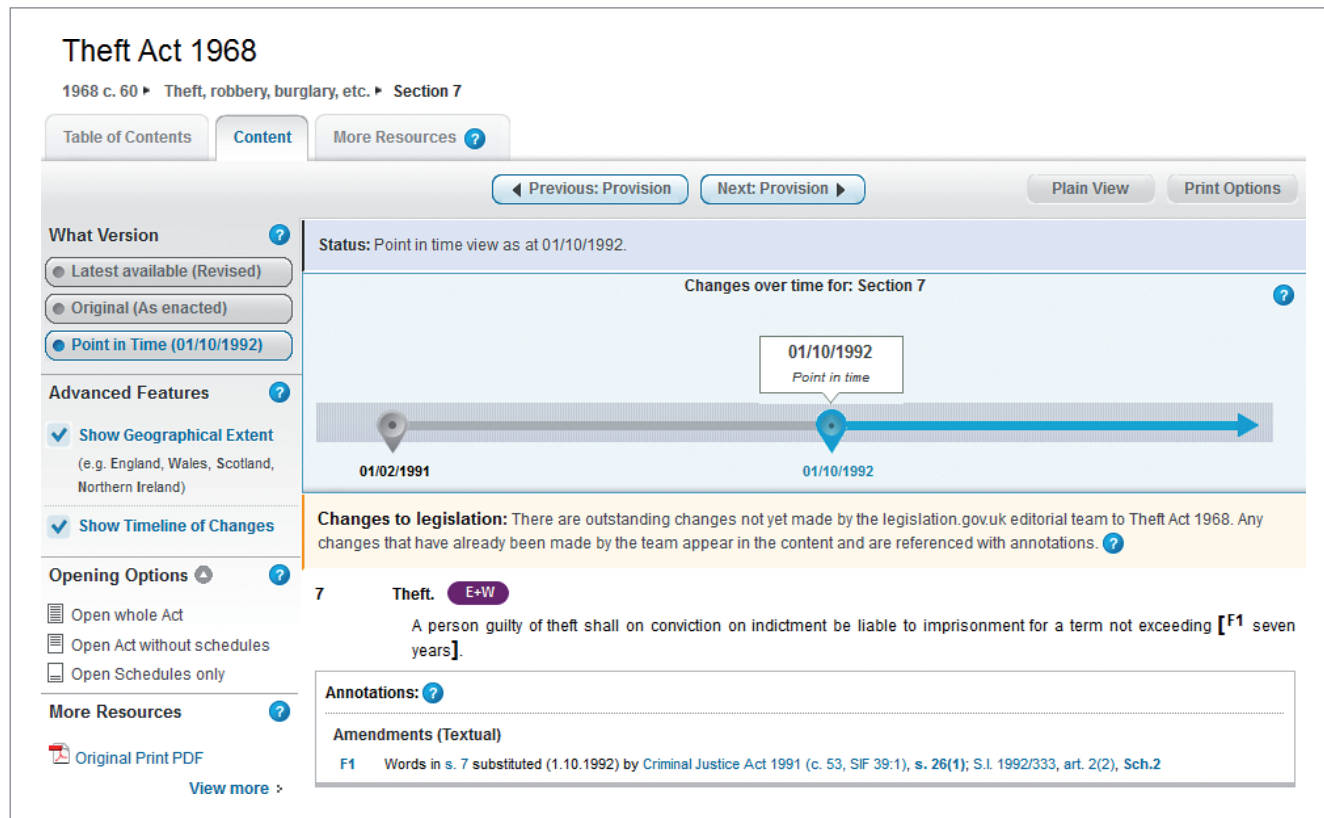 Theft Act 1968
1968 c. 60 ▸ Theft, robbery, burglary, etc. ▸ Section 7
Table of Contents
Content
More Resources ?
Previous: Provision
Next: Provision
Plain View
Print Options
What Version ?
Latest available (Revised)
Original (As enacted)
Point in Time (01/10/1992)
Advanced Features ?
Show Geographical Extent
(e.g. England, Wales, Scotland,
Northern Ireland)
Show Timeline of Changes
Opening Options ?
Open whole Act
Open Act without schedules
Open Schedules only
More Resources ?
Original Print PDF
View more
Status: Point in time view as at 01/10/1992.
Changes over time for: Section 7
?
01/10/1992
Point in time
01/02/1991
01/10/1992
Changes to legislation: There are outstanding changes not yet made by the legislation.gov.uk editorial team to Theft Act 1968. Any
changes that have already been made by the team appear in the content and are referenced with annotations. ?
7 Theft. E+W
A person guilty of theft shall on conviction on indictment be liable to imprisonment for a term not exceeding [F1 seven
years].
Annotations: ?
Amendments (Textual)
F1 Words in s. 7 substituted (1.10.1992) by Criminal Justice Act 1991 (c. 53, SIF 39:1), s. 26(1); S.I. 1992/333, art. 2(2), Sch.2